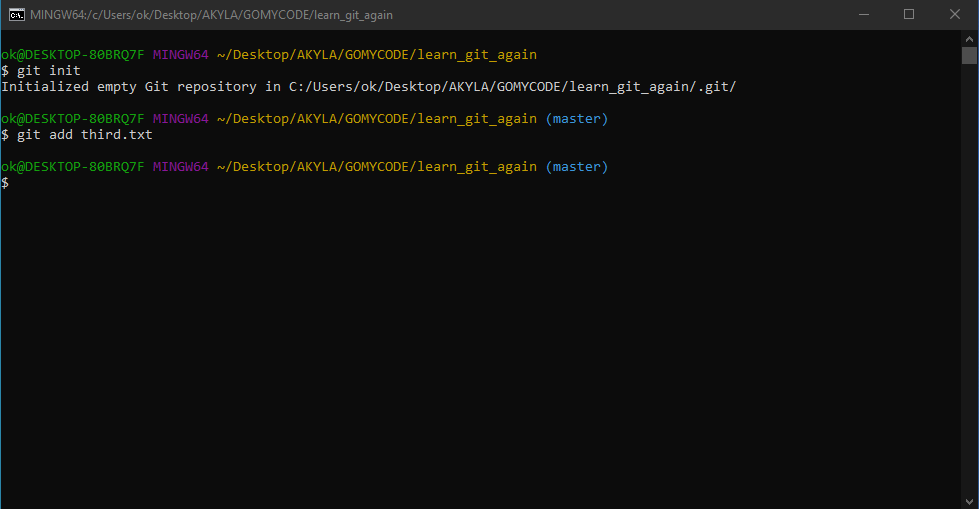 MINGW64:/c/Users/ok/Desktop/AKYLA/GOMYCODE/learn_git_again
ok@DESKTOP-80BRQ7F MINGW64 ~/Desktop/AKYLA/GOMYCODE/learn_git_again
$ git init
Initialized empty Git repository in C:/Users/ok/Desktop/AKYLA/GOMYCODE/learn_git_again/.git/
ok@DESKTOP-80BRQ7F MINGW64 ~/Desktop/AKYLA/GOMYCODE/learn_git_again (master)
$ git add third.txt
ok@DESKTOP-80BRQ7F MINGW64 ~/Desktop/AKYLA/GOMYCODE/learn_git_again (master)
$